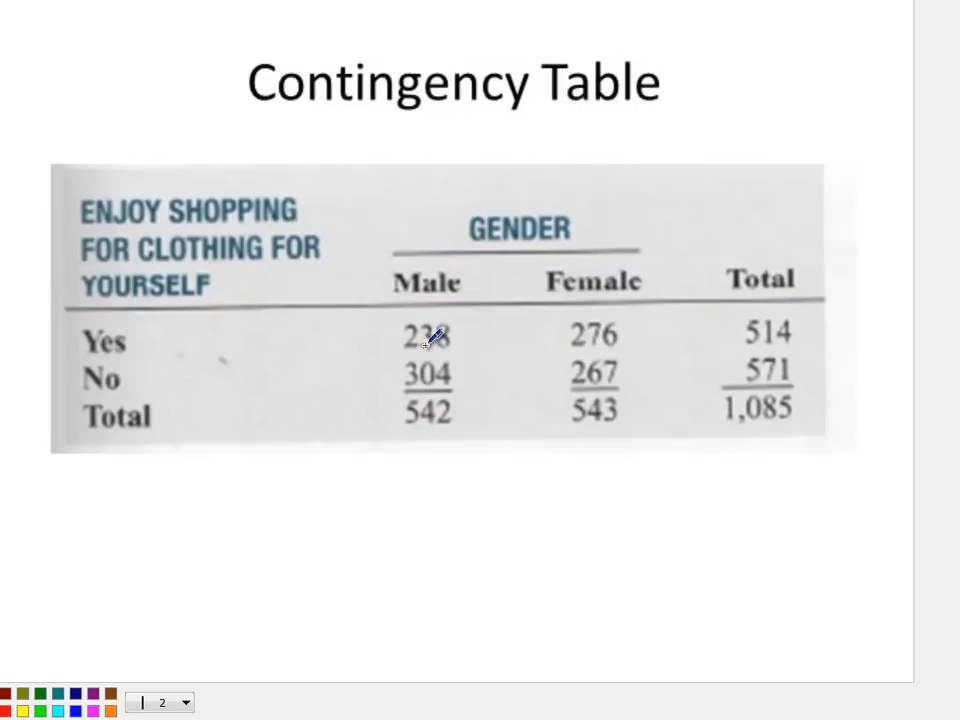 Contingency Table
ENJOY SHOPPING
FOR CLOTHING FOR
YOURSELF
GENDER
Male Female Total
Yes 238 276 514
No 304 267 571
Total 542 543 1,085
2